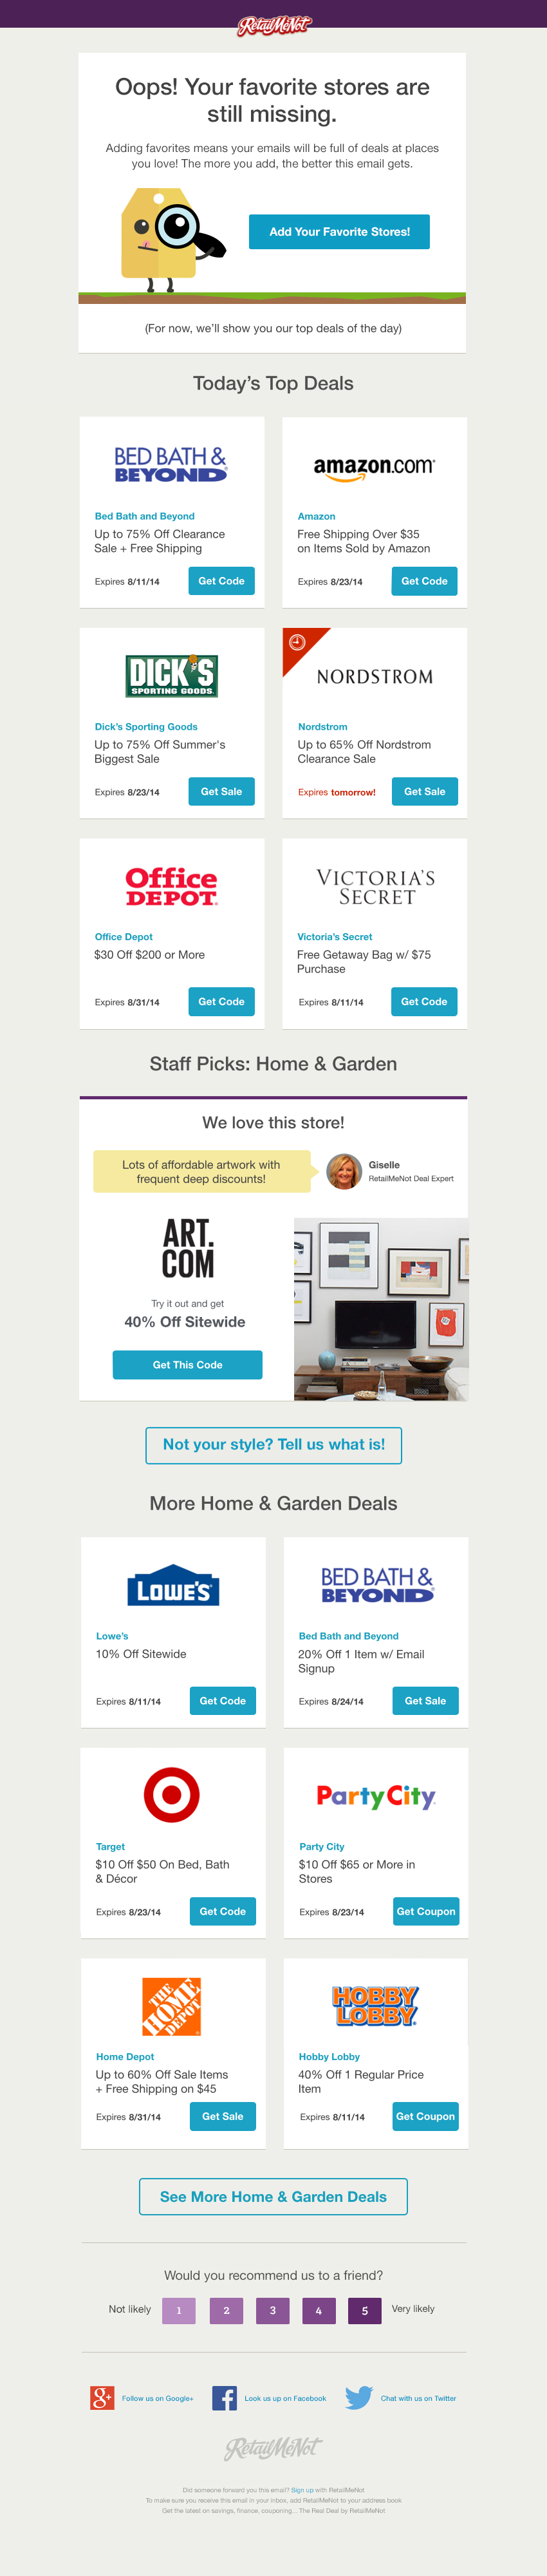 RetailMeNot
Oops! Your favorite stores are
still missing.
Adding favorites means your emails will be full of deals at places
you love! The more you add, the better this email gets.
Add Your Favorite Stores!
(For now, we'll show you our top deals of the day)
Today's Top Deals
BED BATH &
BEYOND
Bed Bath and Beyond
Up to 75% Off Clearance
Sale + Free Shipping
Expires 8/11/14
Get Code
amazon.com
Amazon
Free Shipping Over $35
on Items Sold by Amazon
Expires 8/23/14
Get Code
DICK'S
SPORTING GOODS
Dick's Sporting Goods
Up to 75% Off Summer's
Biggest Sale
Expires 8/23/14
Get Sale
NORDSTROM
Nordstrom
Up to 65% Off Nordstrom
Clearance Sale
Expires tomorrow!
Get Sale
Office
DEPOT
Office Depot
$30 Off $200 or More
Expires 8/31/14
Get Code
VICTORIA'S
SECRET
Victoria's Secret
Free Getaway Bag w/ $75
Purchase
Expires 8/11/14
Get Code
Staff Picks: Home & Garden
We love this store!
Lots of affordable artwork with
frequent deep discounts!
Giselle
RetailMeNot Deal Expert
ART.
COM
Try it out and get
40% Off Sitewide
Get This Code
Not your style? Tell us what is!
More Home & Garden Deals
LOWE'S
Lowe's
10% Off Sitewide
Expires 8/11/14
Get Code
BED BATH &
BEYOND
Bed Bath and Beyond
20% Off 1 Item w/ Email
Signup
Expires 8/24/14
Get Sale
Target
$10 Off $50 On Bed, Bath
& Décor
Expires 8/23/14
Get Code
PartyCity
Party City
$10 Off $65 or More in
Stores
Expires 8/23/14
Get Coupon
THE
HOME
DEPOT
Home Depot
Up to 60% Off Sale Items
+ Free Shipping on $45
Expires 8/31/14
Get Sale
HOBBY
LOBBY
Hobby Lobby
40% Off 1 Regular Price
Item
Expires 8/11/14
Get Coupon
See More Home & Garden Deals
Would you recommend us to a friend?
Not likely 1 2 3 4 5 Very likely
g+ Follow us on Google+
f Look us up on Facebook
Chat with us on Twitter
RetailMeNot
Did someone forward you this email? Sign up with RetailMeNot
To make sure you receive this email in your inbox, add RetailMeNot to your address book
Get the latest on savings, finance, couponing... The Real Deal by RetailMeNot